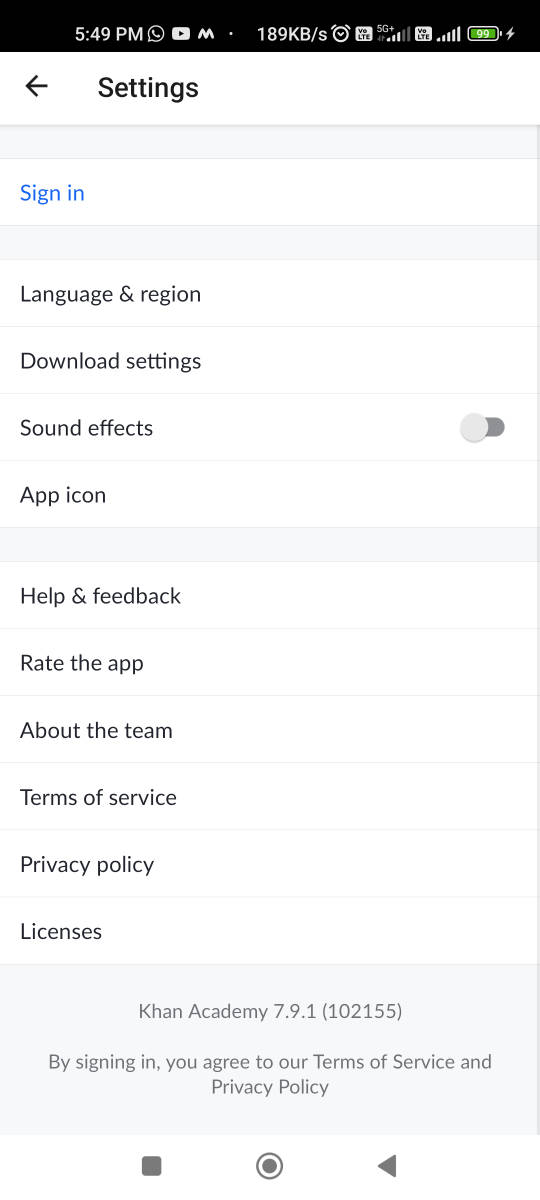 5:49 PM 189KB/s Vo LTE 5G+ Vo LTE 99
Settings
Sign in
Language & region
Download settings
Sound effects
App icon
Help & feedback
Rate the app
About the team
Terms of service
Privacy policy
Licenses
Khan Academy 7.9.1 (102155)
By signing in, you agree to our Terms of Service and
Privacy Policy